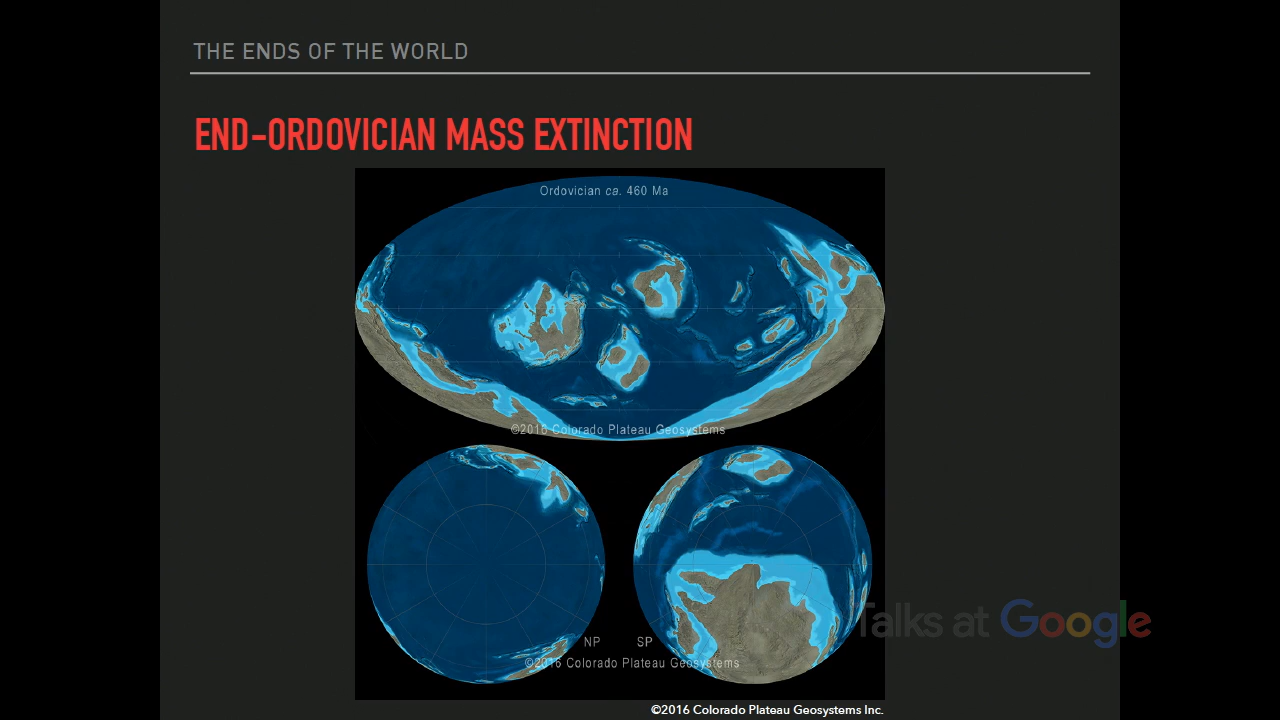 THE ENDS OF THE WORLD
END-ORDOVICIAN MASS EXTINCTION
Ordovician ca. 460 Ma
©2016 Colorado Plateau Geosystems
NP SP
©2016 Colorado Plateau Geosystems
Talks at Google
©2016 Colorado Plateau Geosystems Inc.